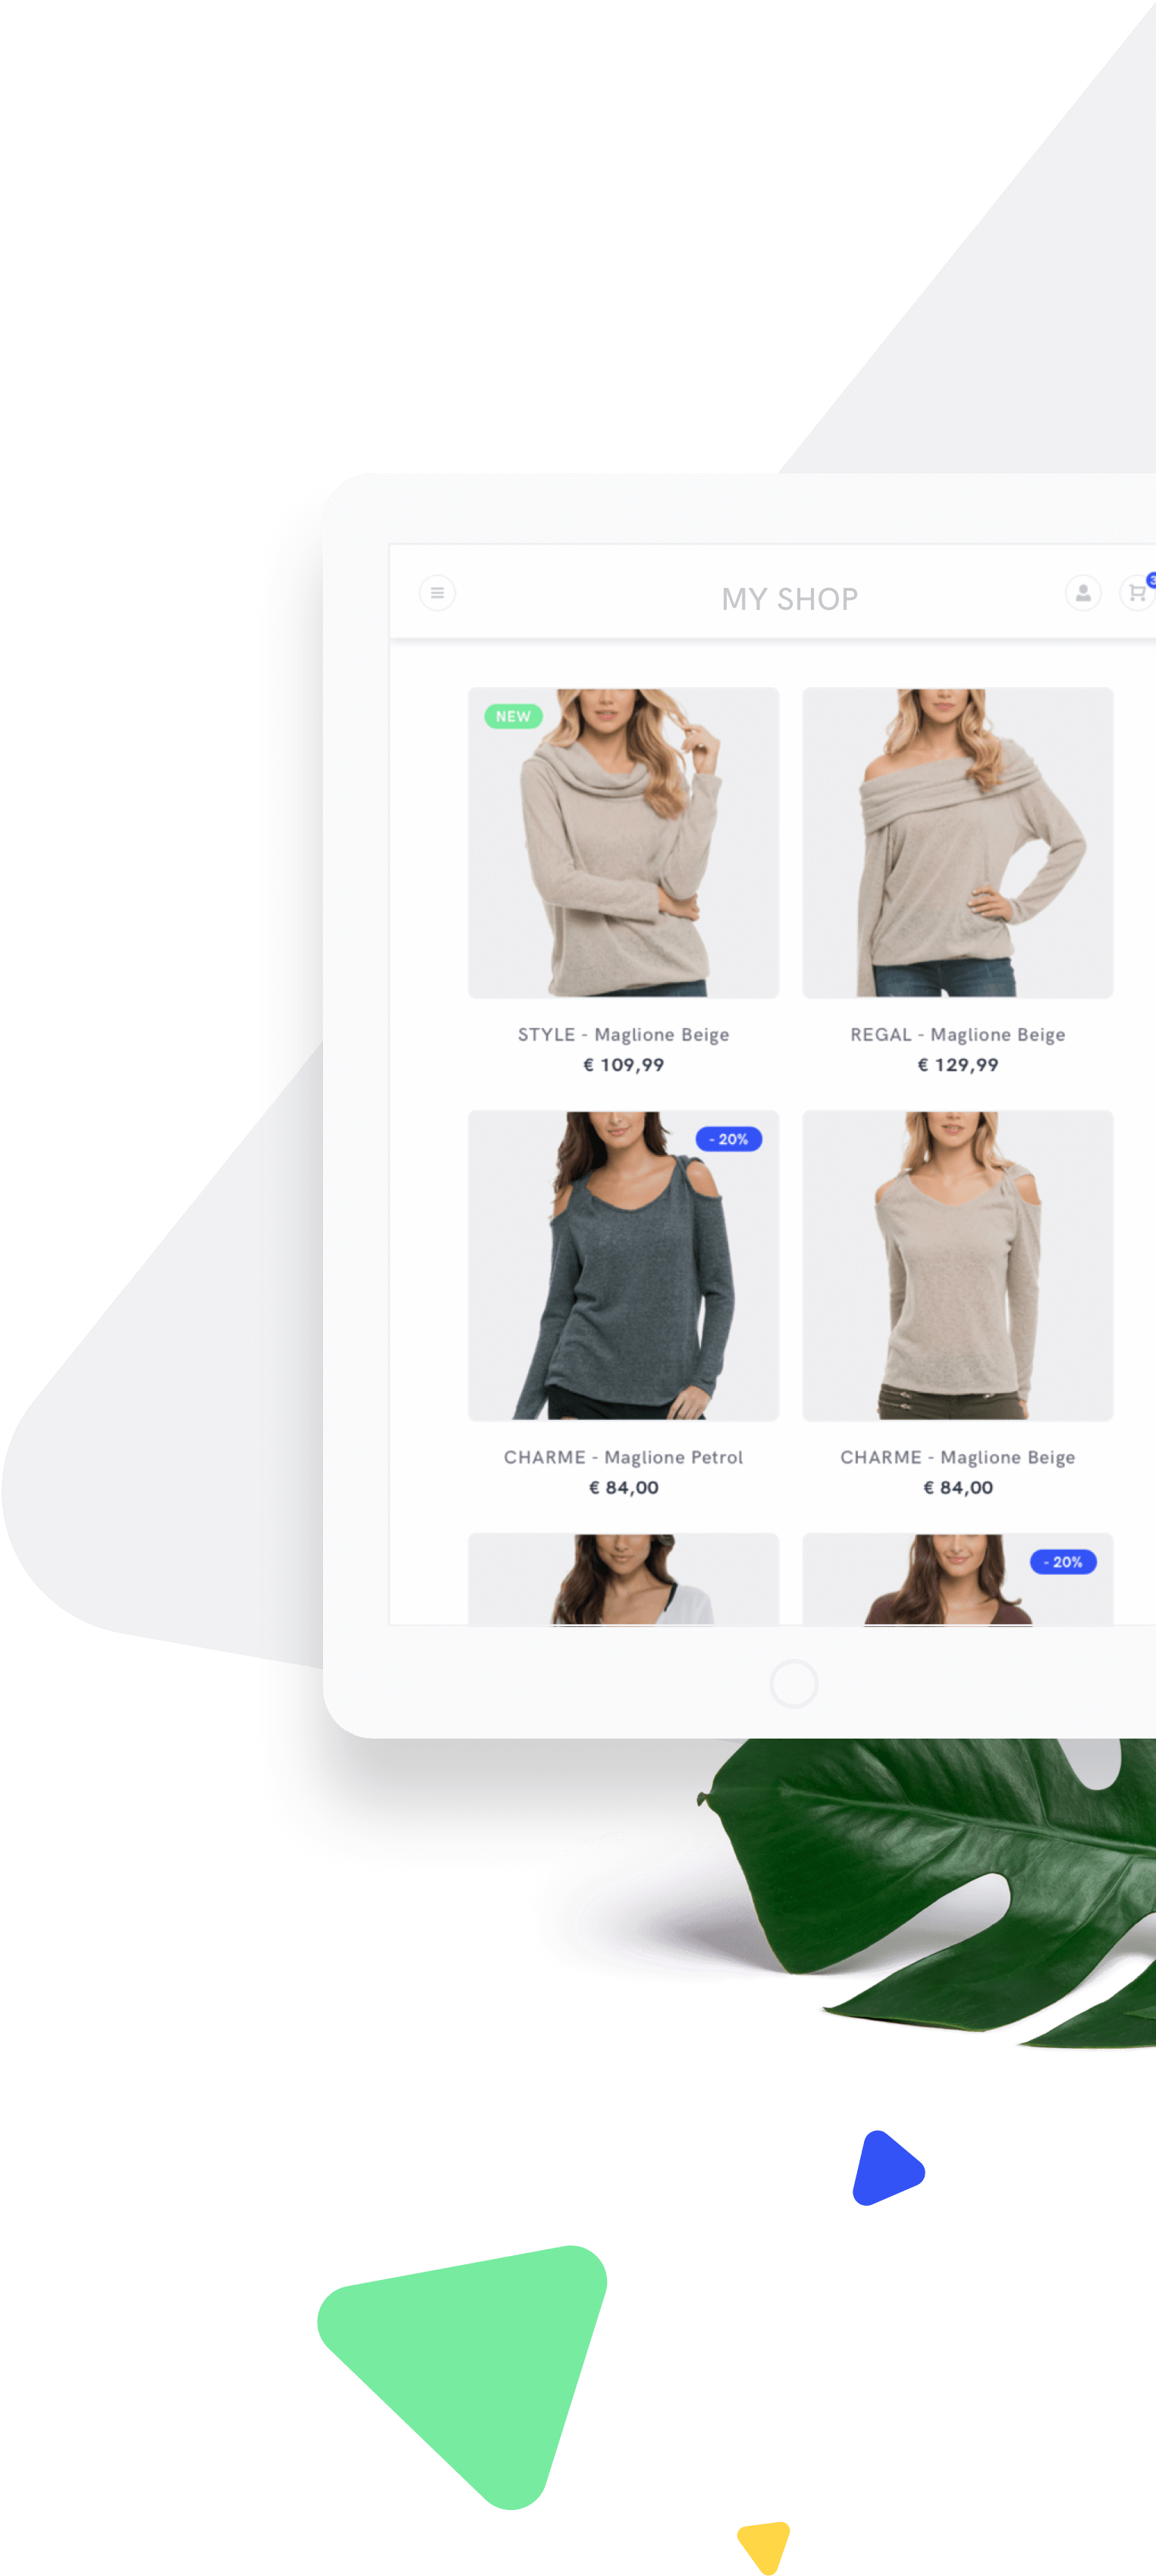 MY SHOP
3
NEW
STYLE - Maglione Beige
€ 109,99
REGAL - Maglione Beige
€ 129,99
- 20%
CHARME - Maglione Petrol
€ 84,00
CHARME - Maglione Beige
€ 84,00
- 20%